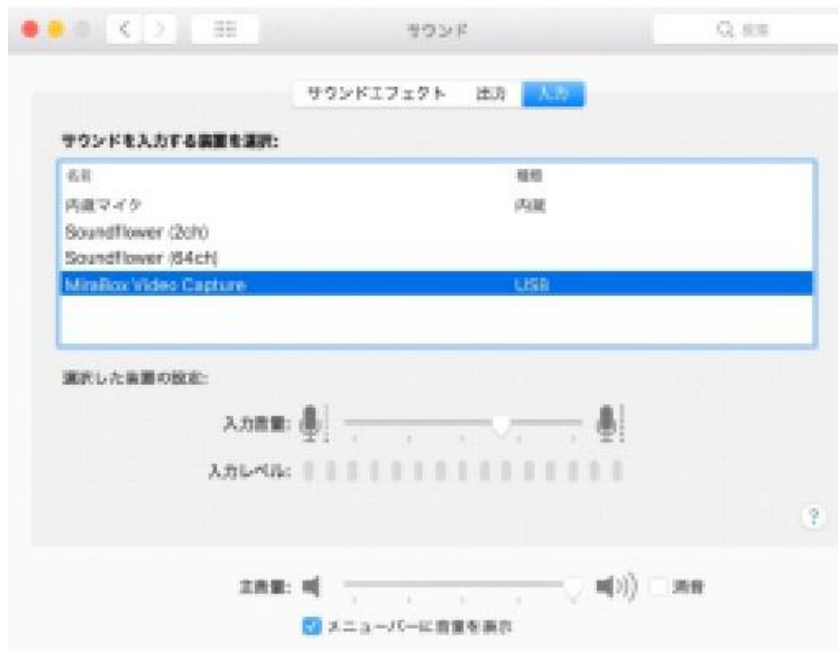 サウンド
検索
サウンドエフェクト 出力 入力
サウンドを入力する装置を選択:
名前 種類
内蔵マイク 内蔵
Soundflower (2ch)
Soundflower (64ch)
MiraBox Video Capture USB
選択した装置の設定:
入力音量:
入力レベル:
?
主音量: 消音
メニューバーに音量を表示